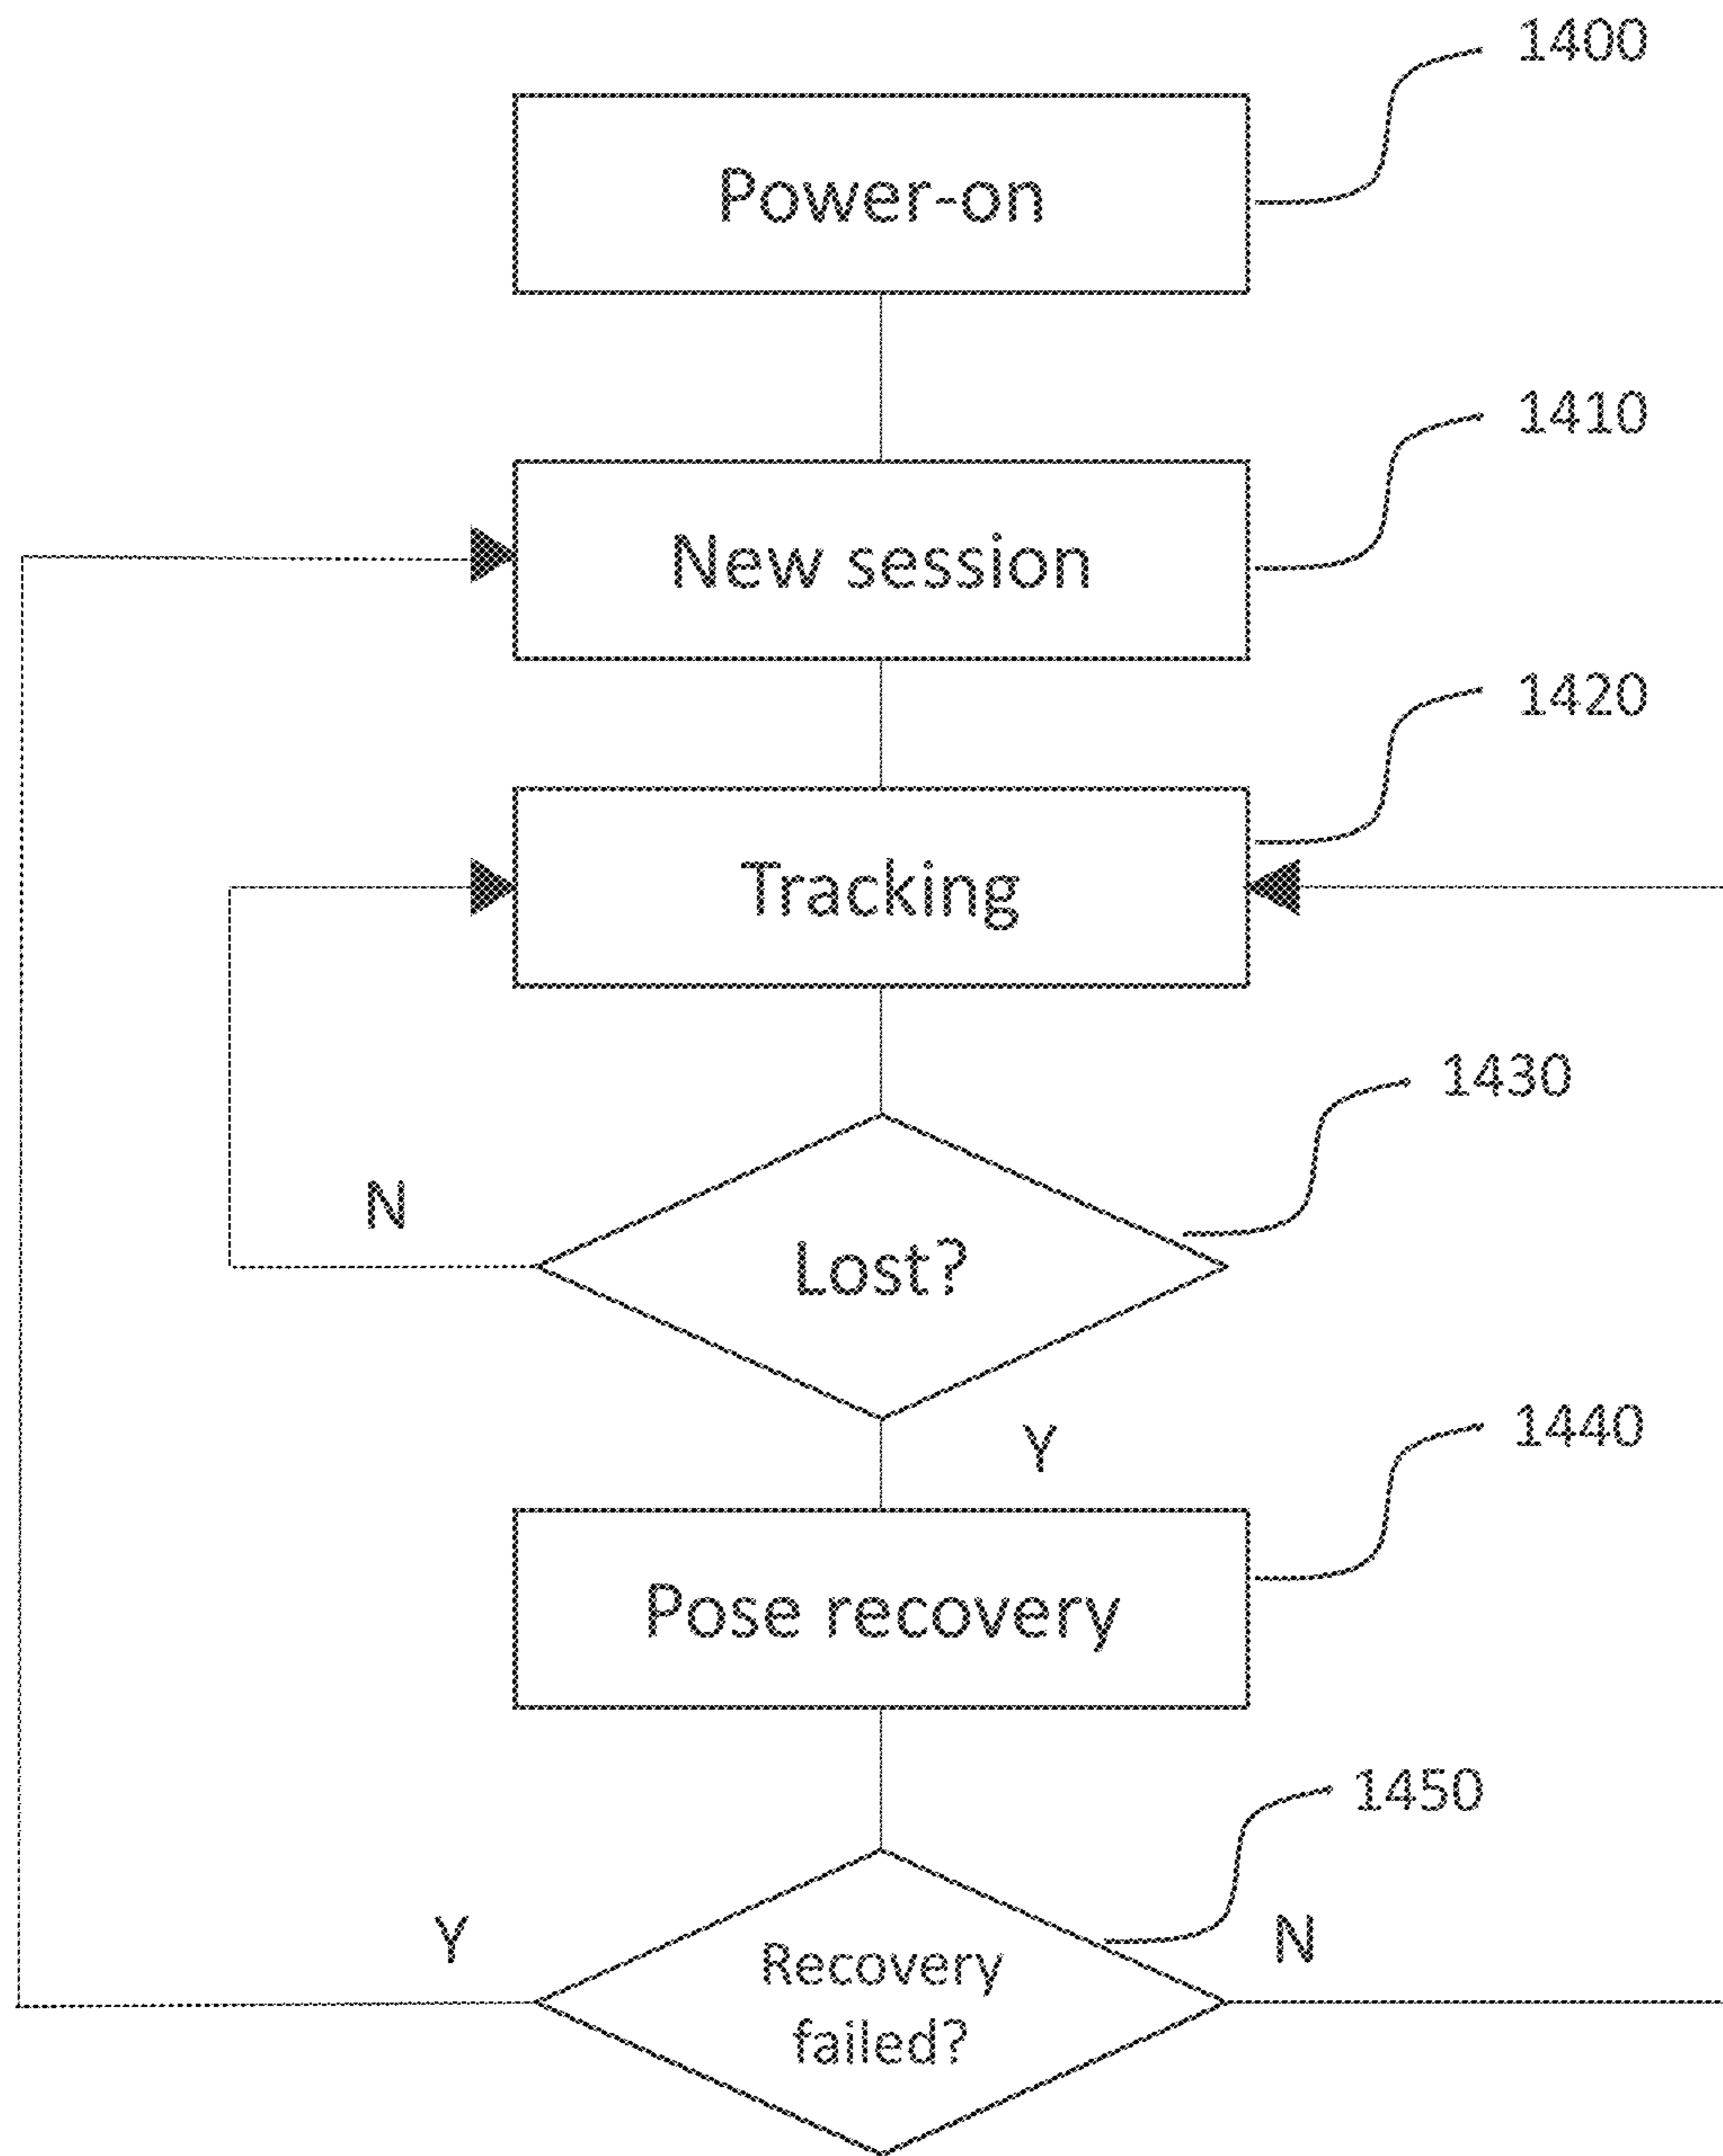 1400
Power-on
1410
New session
1420
Tracking
1430
N
Lost?
Y
1440
Pose recovery
1450
Y
N
Recovery
failed?